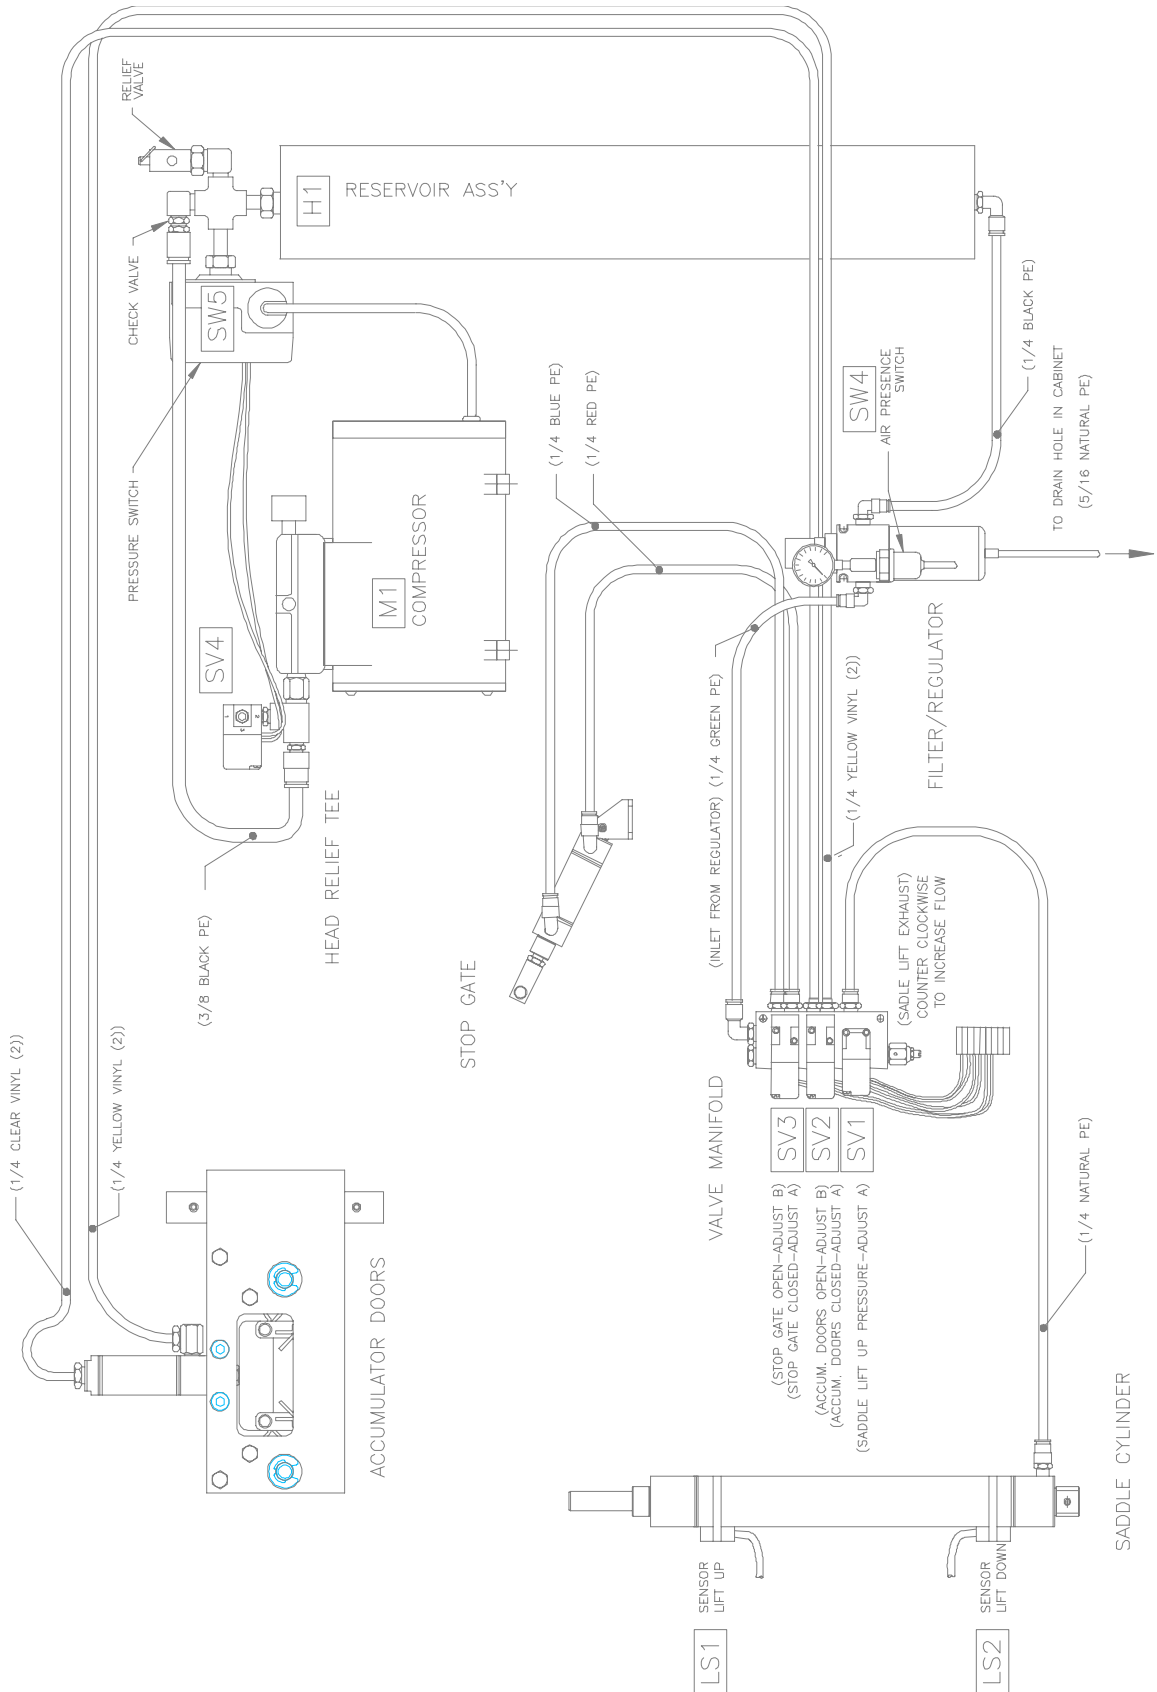 RELIEF
VALVE
CHECK VALVE
PRESSURE SWITCH
H1
RESERVOIR ASS'Y
SW5
SV4
1
2
3
M1
COMPRESSOR
HEAD RELIEF TEE
(3/8 BLACK PE)
(1/4 CLEAR VINYL (2))
(1/4 YELLOW VINYL (2))
ACCUMULATOR DOORS
STOP GATE
(1/4 BLUE PE)
(1/4 RED PE)
SW4
AIR PRESENCE
SWITCH
(1/4 BLACK PE)
TO DRAIN HOLE IN CABINET
(5/16 NATURAL PE)
FILTER/REGULATOR
(INLET FROM REGULATOR) (1/4 GREEN PE)
(1/4 YELLOW VINYL (2))
(SADLE LIFT EXHAUST)
COUNTER CLOCKWISE
TO INCREASE FLOW
VALVE MANIFOLD
SV3
SV2
SV1
(STOP GATE OPEN-ADJUST B)
(STOP GATE CLOSED-ADJUST A)
(ACCUM. DOORS OPEN-ADJUST B)
(ACCUM. DOORS CLOSED-ADJUST A)
(SADDLE LIFT UP PRESSURE-ADJUST A)
(1/4 NATURAL PE)
SADDLE CYLINDER
SENSOR
LIFT UP
LS1
SENSOR
LIFT DOWN
LS2